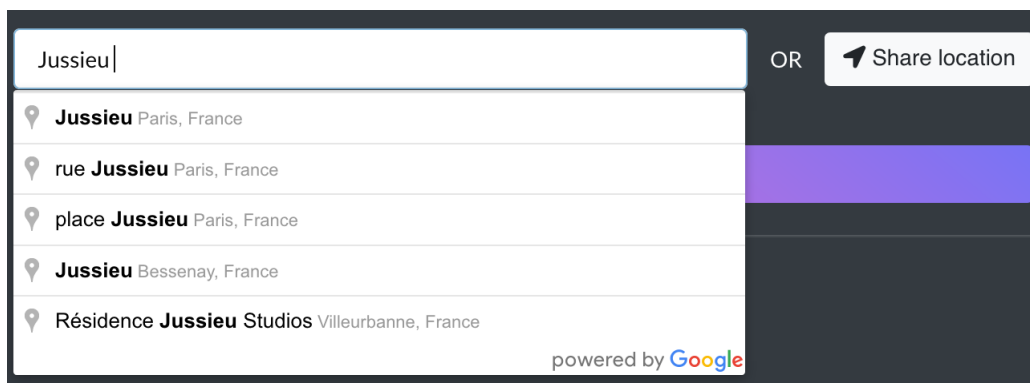 Jussieu OR Share location
Jussieu Paris, France
rue Jussieu Paris, France
place Jussieu Paris, France
Jussieu Bessenay, France
Résidence Jussieu Studios Villeurbanne, France
powered by Google